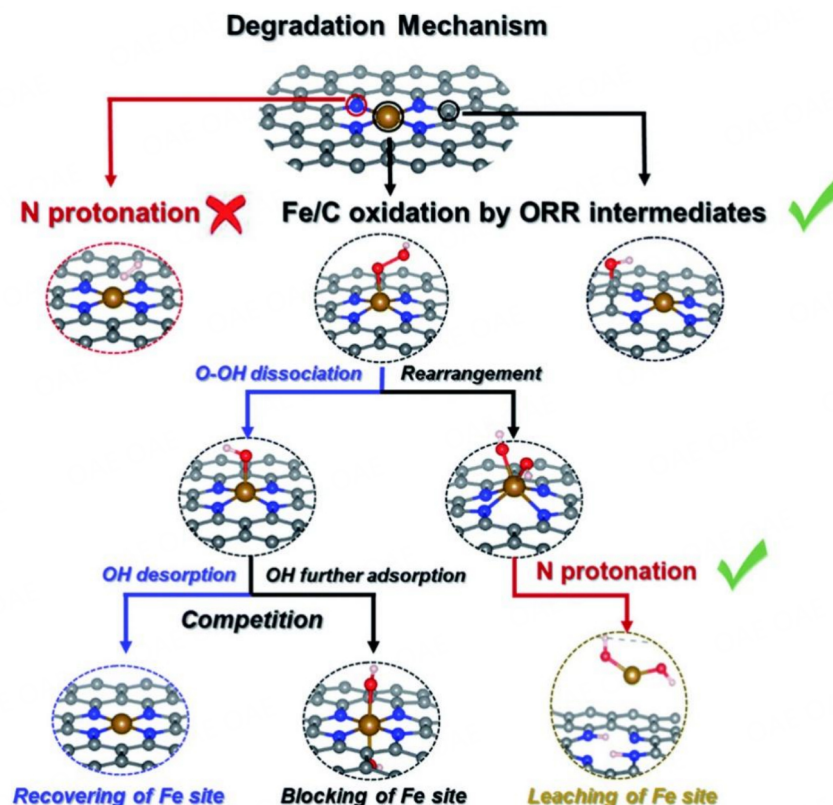 Degradation Mechanism
N protonation
Fe/C oxidation by ORR intermediates
O-OH dissociation
Rearrangement
OH desorption
OH further adsorption
N protonation
Competition
Recovering of Fe site
Blocking of Fe site
Leaching of Fe site